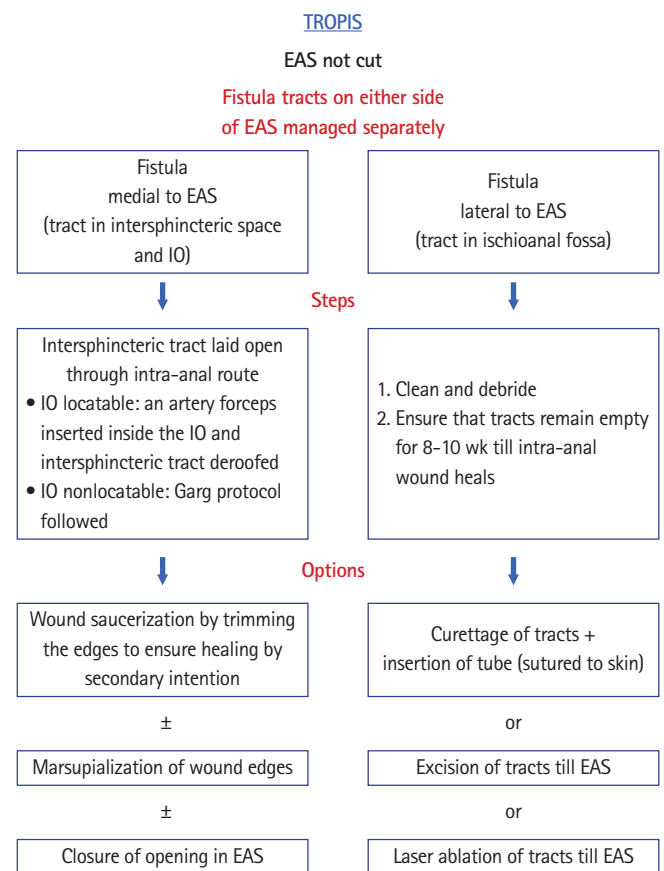 TROPIS
EAS not cut
Fistula tracts on either side
of EAS managed separately
Fistula
medial to EAS
(tract in intersphincteric space
and IO)
Fistula
lateral to EAS
(tract in ischioanal fossa)
Steps
Intersphincteric tract laid open
through intra-anal route
• IO locatable: an artery forceps
inserted inside the IO and
intersphincteric tract deroofed
• IO nonlocatable: Garg protocol
followed
1. Clean and debride
2. Ensure that tracts remain empty
for 8-10 wk till intra-anal
wound heals
Options
Wound saucerization by trimming
the edges to ensure healing by
secondary intention
±
Marsupialization of wound edges
±
Closure of opening in EAS
Curettage of tracts +
insertion of tube (sutured to skin)
or
Excision of tracts till EAS
or
Laser ablation of tracts till EAS